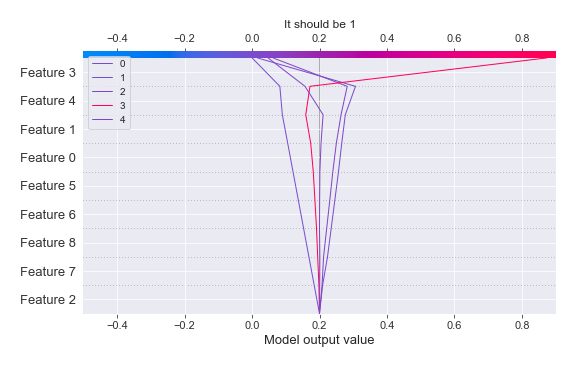 It should be 1
−0.4 −0.2 0.0 0.2 0.4 0.6 0.8
0
1
2
3
4
Feature 3
Feature 4
Feature 1
Feature 0
Feature 5
Feature 6
Feature 8
Feature 7
Feature 2
−0.4 −0.2 0.0 0.2 0.4 0.6 0.8
Model output value